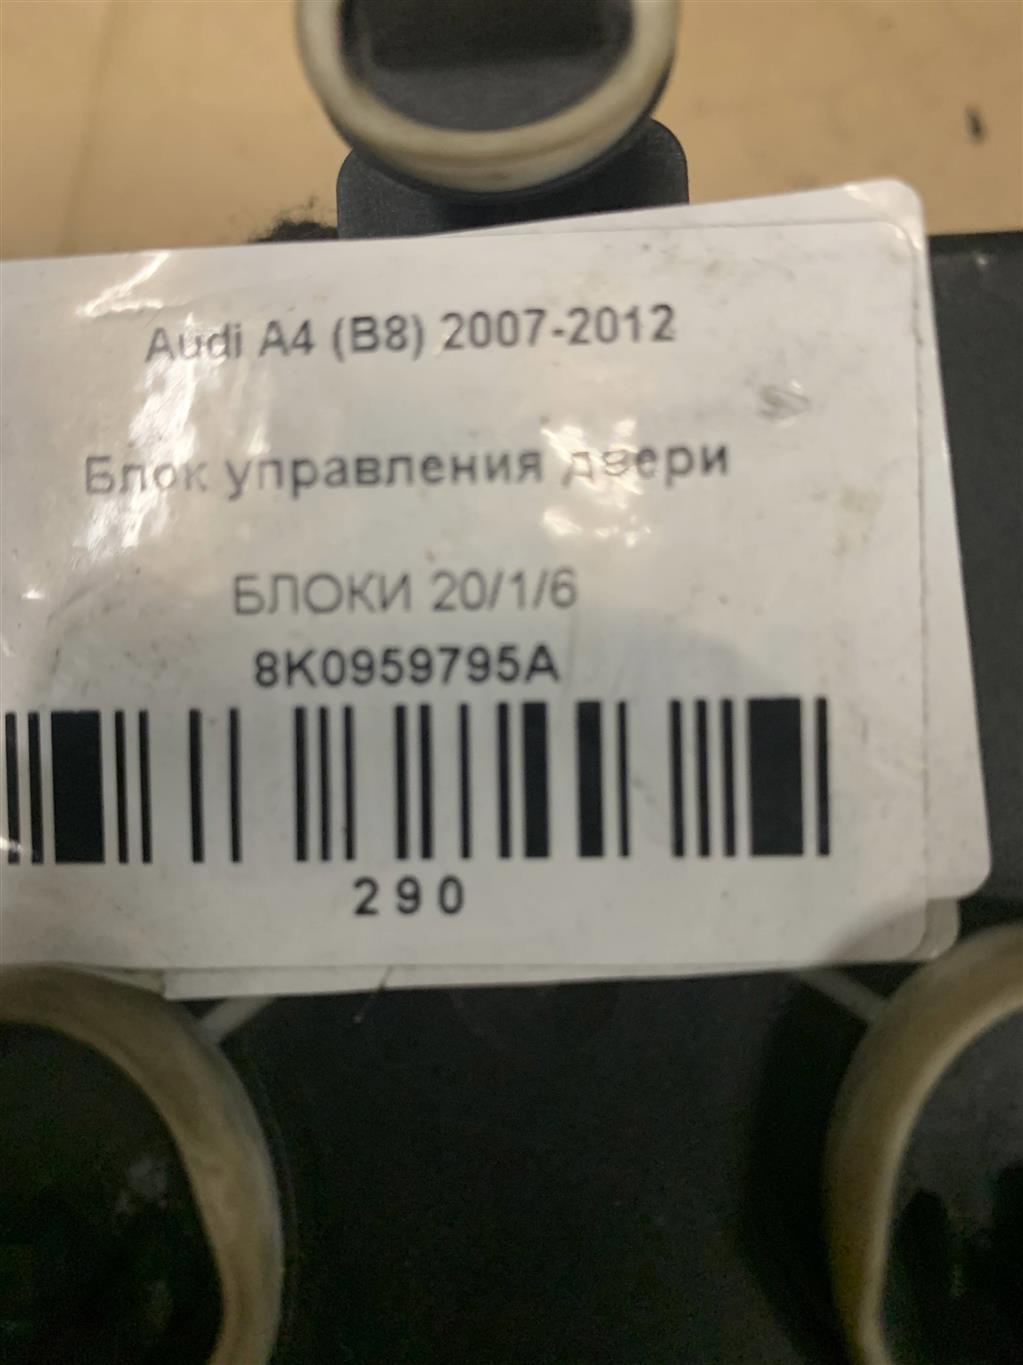 Audi A4 (B8) 2007-2012
Блок управления двери
БЛОКИ 20/1/6
8K0959795A
290